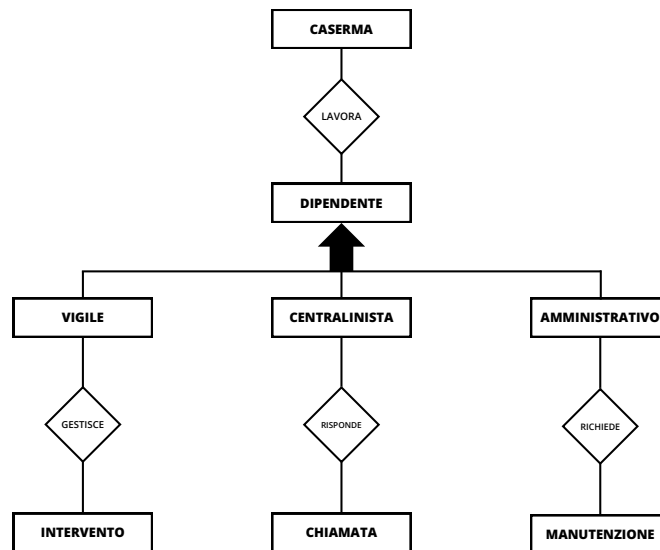 CASERMA
LAVORA
DIPENDENTE
VIGILE
CENTRALINISTA
AMMINISTRATIVO
GESTISCE
RISPONDE
RICHIEDE
INTERVENTO
CHIAMATA
MANUTENZIONE